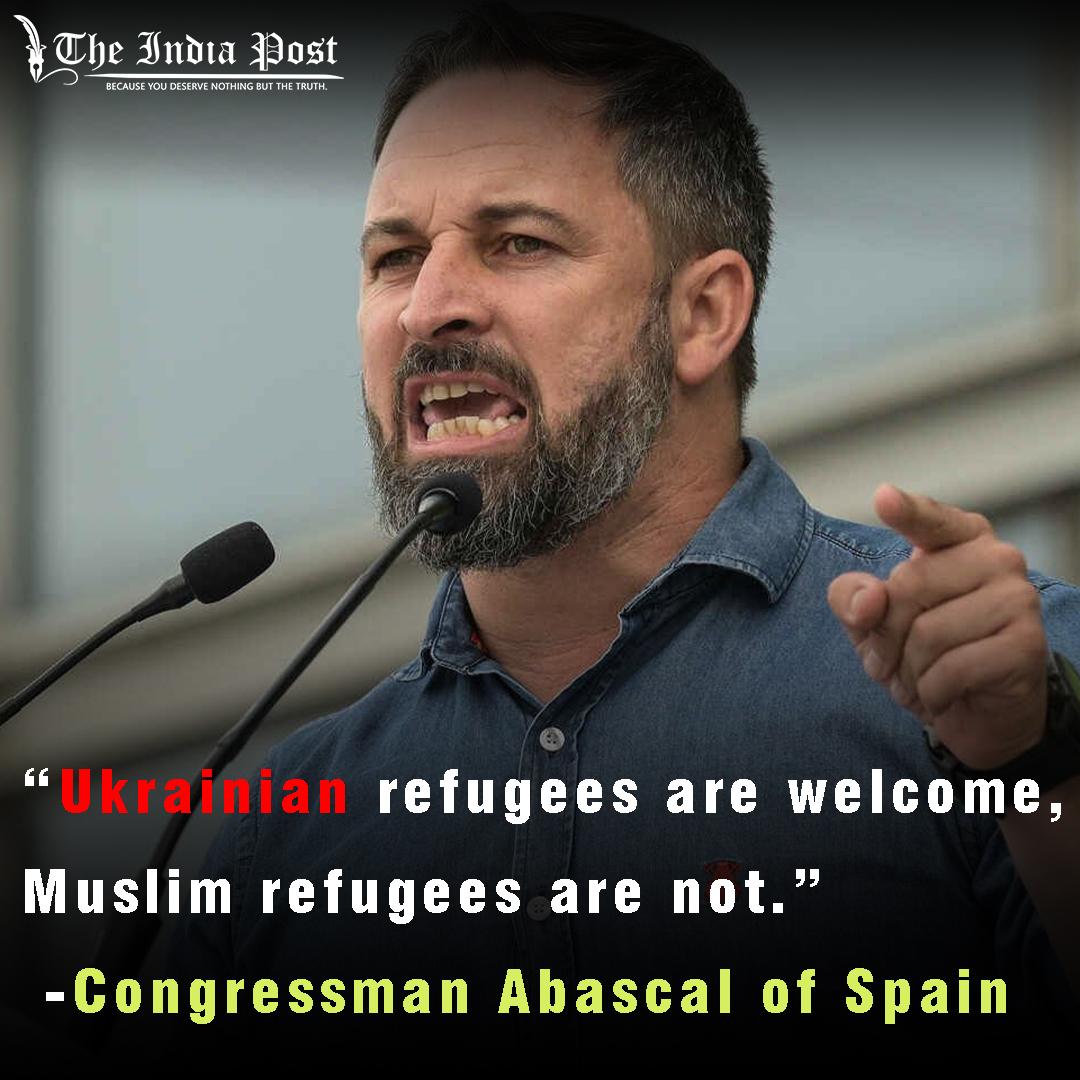 The India Post
BECAUSE YOU DESERVE NOTHING BUT THE TRUTH.
“Ukrainian refugees are welcome,
Muslim refugees are not.”
-Congressman Abascal of Spain